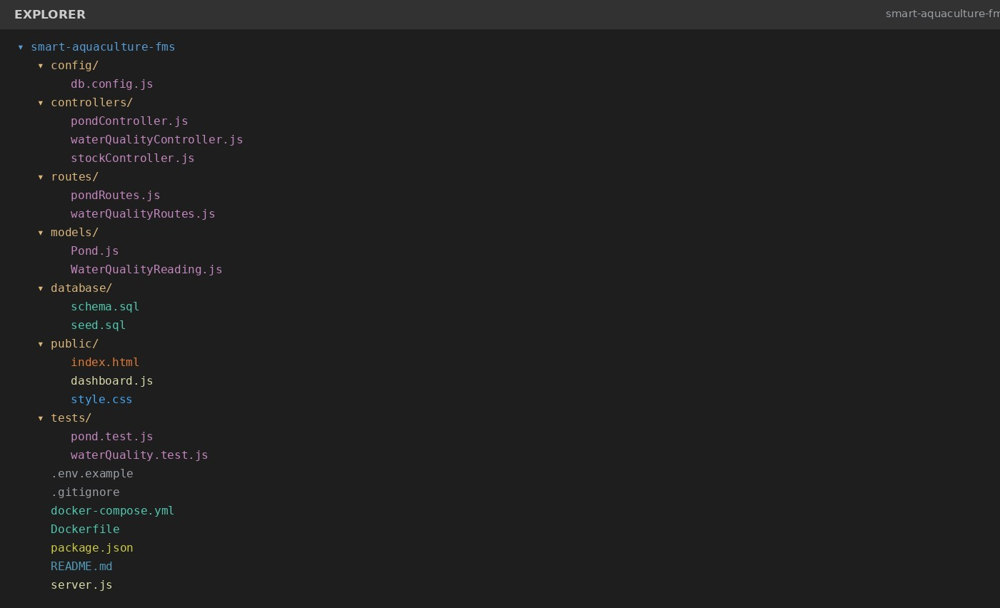 EXPLORER
smart-aquaculture-fm
▾ smart-aquaculture-fms
▾ config/
db.config.js
▾ controllers/
pondController.js
waterQualityController.js
stockController.js
▾ routes/
pondRoutes.js
waterQualityRoutes.js
▾ models/
Pond.js
WaterQualityReading.js
▾ database/
schema.sql
seed.sql
▾ public/
index.html
dashboard.js
style.css
▾ tests/
pond.test.js
waterQuality.test.js
.env.example
.gitignore
docker-compose.yml
Dockerfile
package.json
README.md
server.js